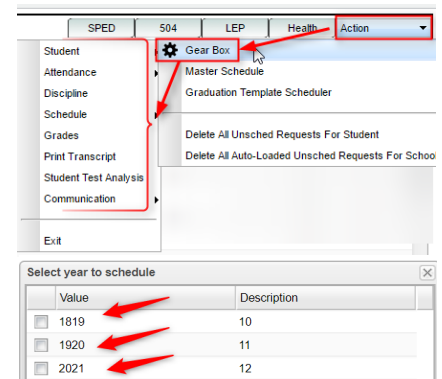 SPED 504 LEP Health Action
Student Gear Box
Attendance Master Schedule
Discipline Graduation Template Scheduler
Schedule
Grades Delete All Unsched Requests For Student
Print Transcript Delete All Auto-Loaded Unsched Requests For School
Student Test Analysis
Communication
Exit
Select year to schedule
Value Description
1819 10
1920 11
2021 12